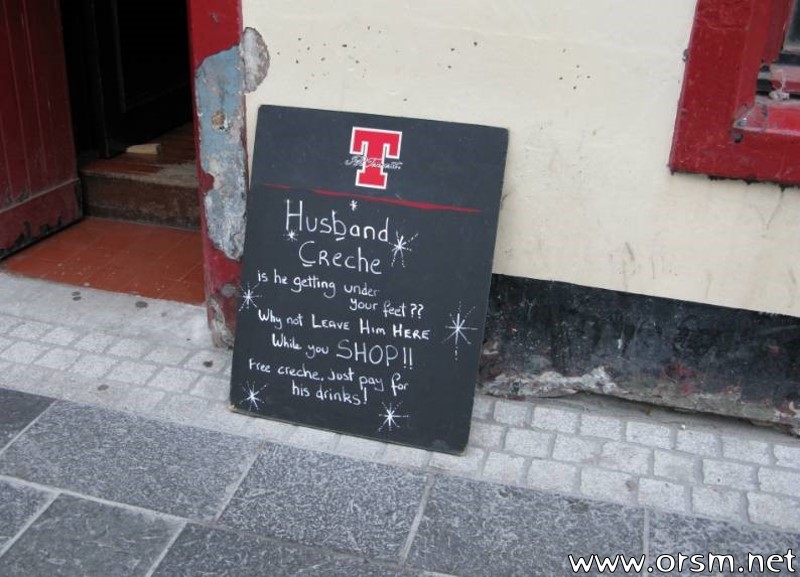 T
J&R Tennent
Husband
Creche
is he getting under
your feet??
Why not LEAVE HIM HERE
While you SHOP!!
Free creche, Just pay for
his drinks!
www.orsm.net